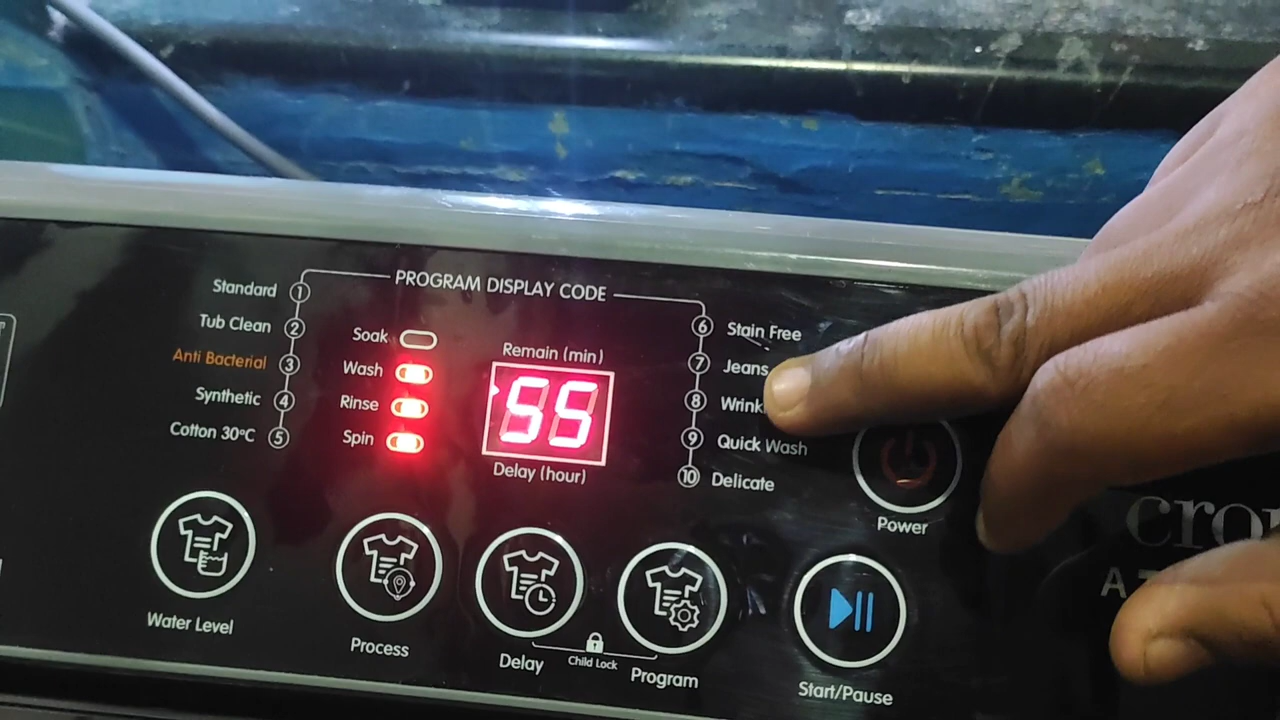 PROGRAM DISPLAY CODE
Standard 1
Tub Clean 2
Anti Bacterial 3
Synthetic 4
Cotton 30°C 5
Soak
Wash
Rinse
Spin
Remain (min)
55
Delay (hour)
6 Stain Free
7 Jeans
8
9 Quick Wash
10 Delicate
Power
Water Level
Process
Delay
Child Lock
Program
Start/Pause